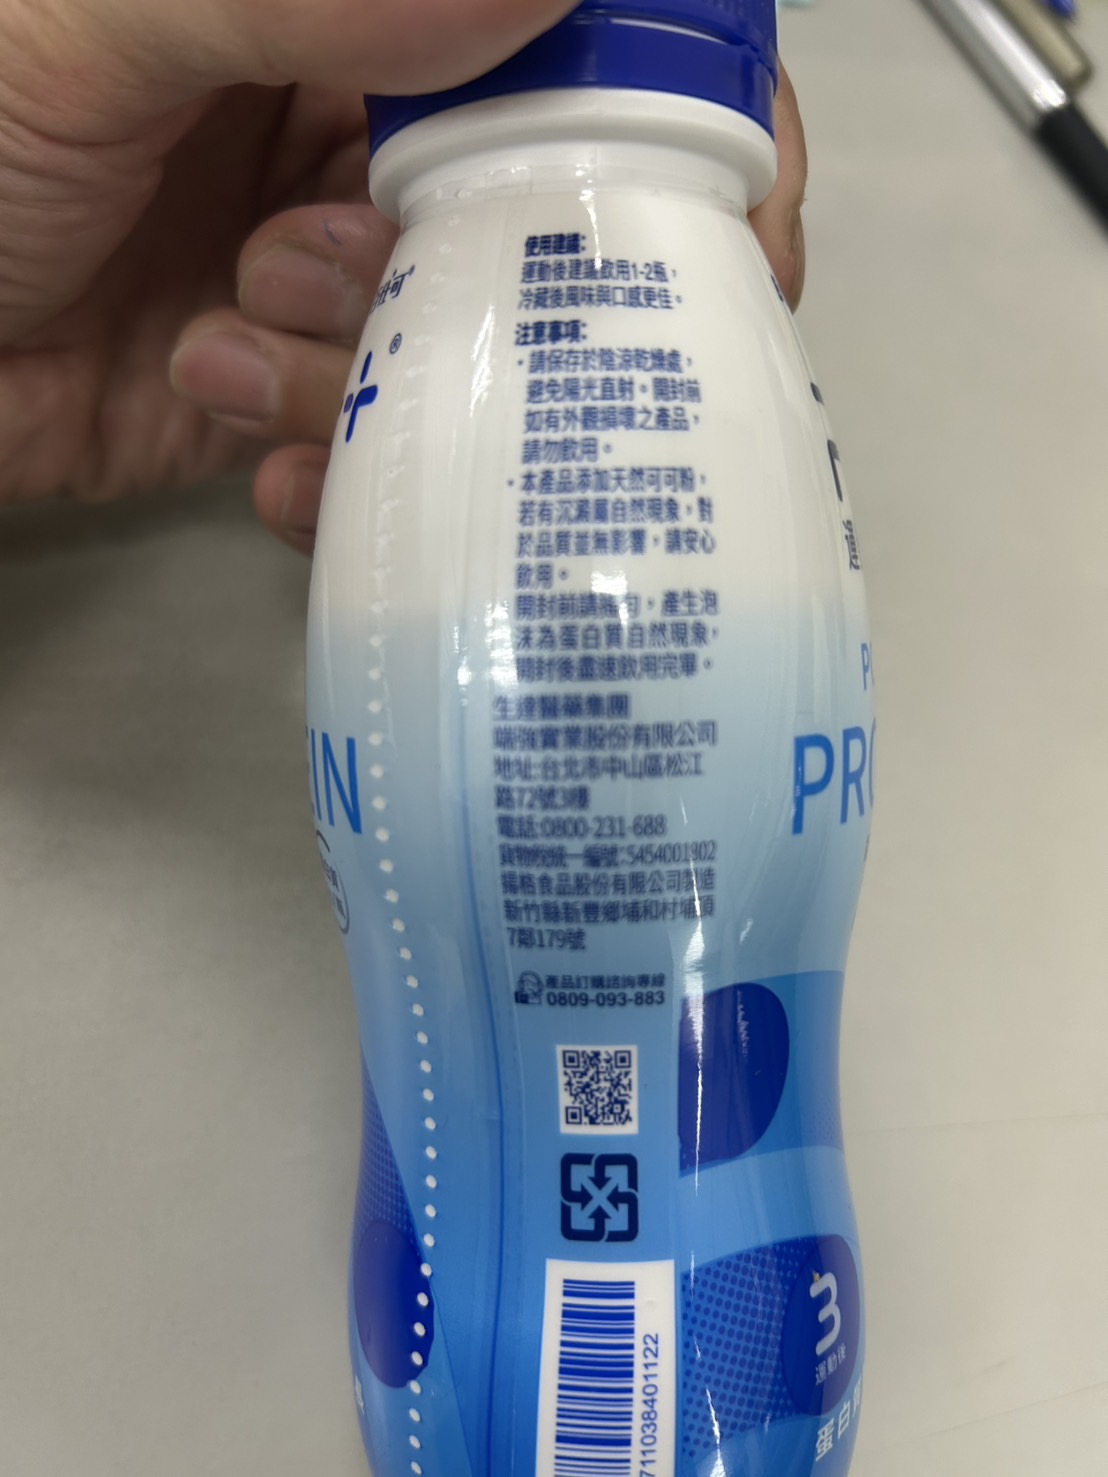 使用建議：
運動後建議飲用1-2瓶，
冷藏後風味與口感更佳。
注意事項：
・請保存於陰涼乾燥處，
避免陽光直射。開封前
如有外觀損壞之產品，
請勿飲用。
・本產品添加天然可可粉，
若有沉澱屬自然現象，對
於品質並無影響，請安心
飲用。
開封前請搖勻，產生泡
沫為蛋白質自然現象，
開封後盡速飲用完畢。
生達醫藥集團
端強實業股份有限公司
地址:台北市中山區松江
路72號3樓
電話:0800-231-688
編號:5454001802
揚格食品股份有限公司製造
新竹縣新豐鄉埔和村埔頂
7鄰179號
產品訂購諮詢專線
0809-093-883
711038401122
可®
®
IN
PRO
3
運動後
蛋白